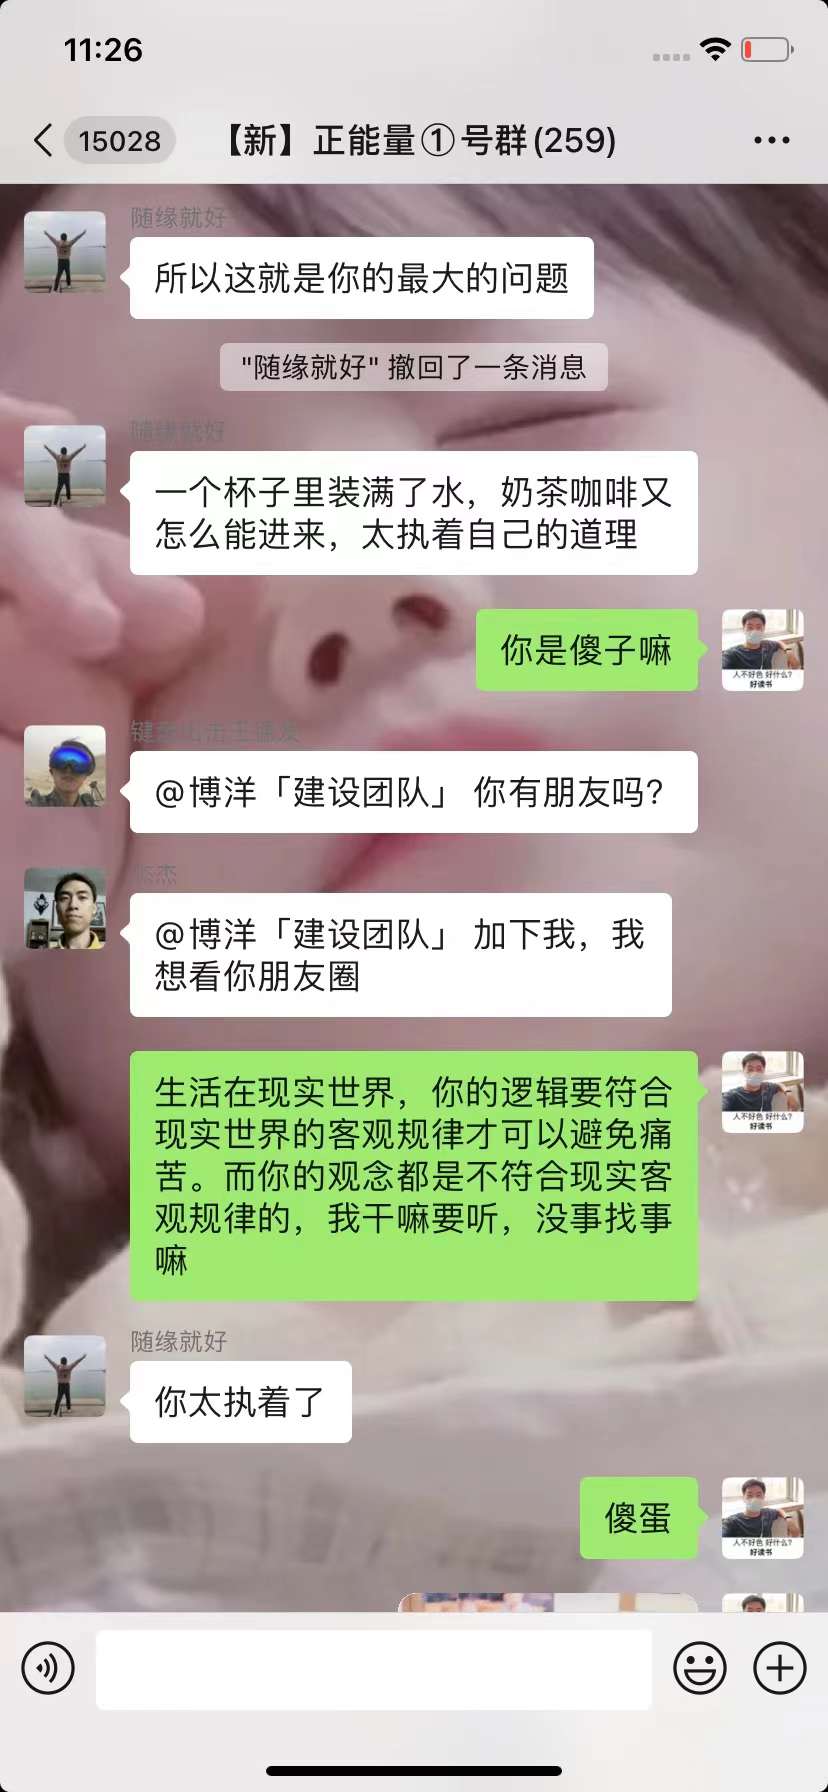 11:26
15028
【新】正能量①号群(259)
随缘就好
所以这就是你的最大的问题
"随缘就好" 撤回了一条消息
随缘就好
一个杯子里装满了水，奶茶咖啡又
怎么能进来，太执着自己的道理
你是傻子嘛
人不好色 好什么?
好读书
@博洋「建设团队」 你有朋友吗？
@博洋「建设团队」 加下我，我
想看你朋友圈
生活在现实世界，你的逻辑要符合
现实世界的客观规律才可以避免痛
苦。而你的观念都是不符合现实客
观规律的，我干嘛要听，没事找事
嘛
人不好色 好什么?
好读书
随缘就好
你太执着了
傻蛋
人不好色 好什么?
好读书